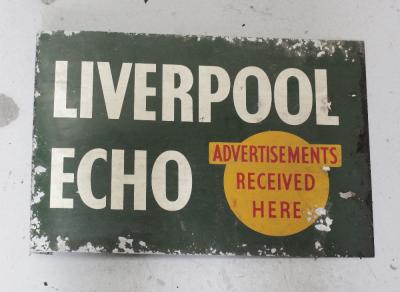 LIVERPOOL
ECHO
ADVERTISEMENTS
RECEIVED
HERE